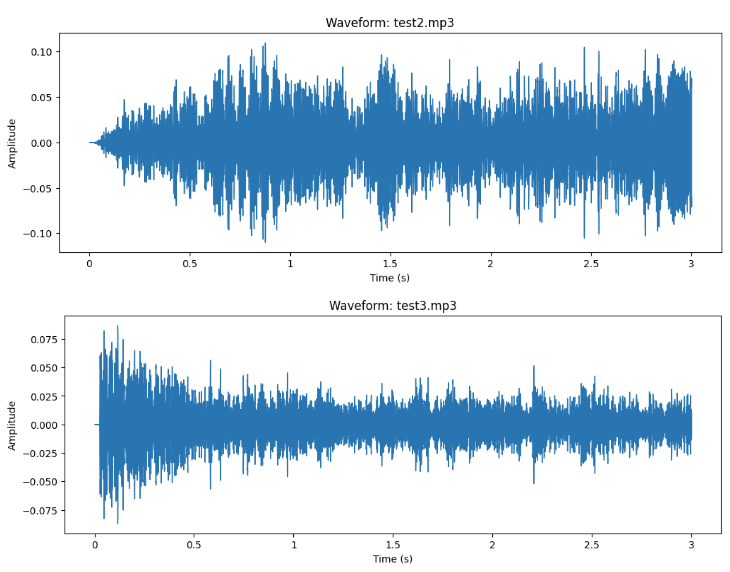 Waveform: test2.mp3
0.10
0.05
0.00
−0.05
−0.10
Amplitude
0 0.5 1 1.5 2 2.5 3
Time (s)
Waveform: test3.mp3
0.075
0.050
0.025
0.000
−0.025
−0.050
−0.075
Amplitude
0 0.5 1 1.5 2 2.5 3
Time (s)